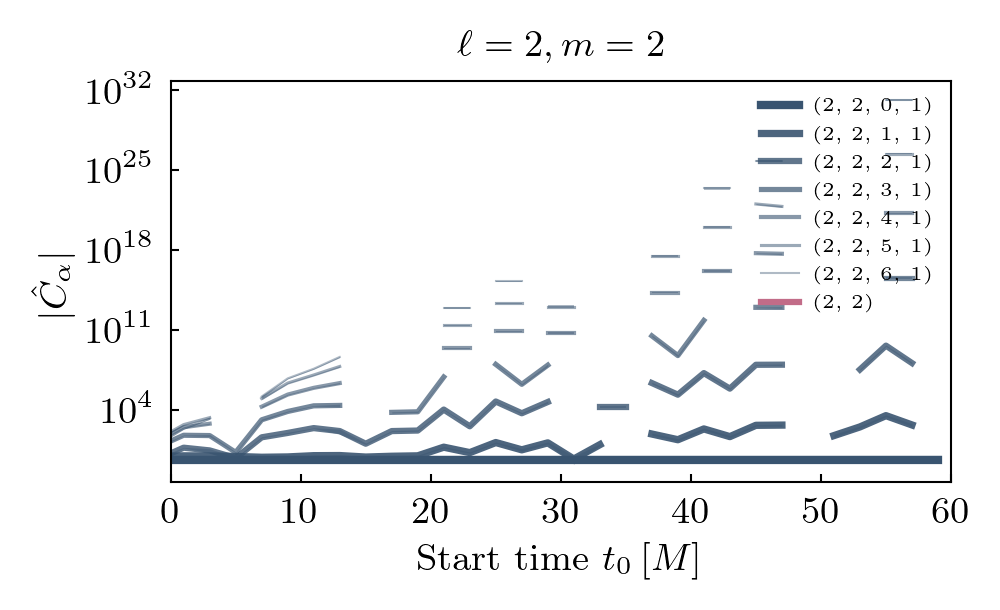 ℓ = 2, m = 2
10^32
10^25
10^18
10^11
10^4
|Ĉ_α|
(2, 2, 0, 1)
(2, 2, 1, 1)
(2, 2, 2, 1)
(2, 2, 3, 1)
(2, 2, 4, 1)
(2, 2, 5, 1)
(2, 2, 6, 1)
(2, 2)
0 10 20 30 40 50 60
Start time t_0 [M]